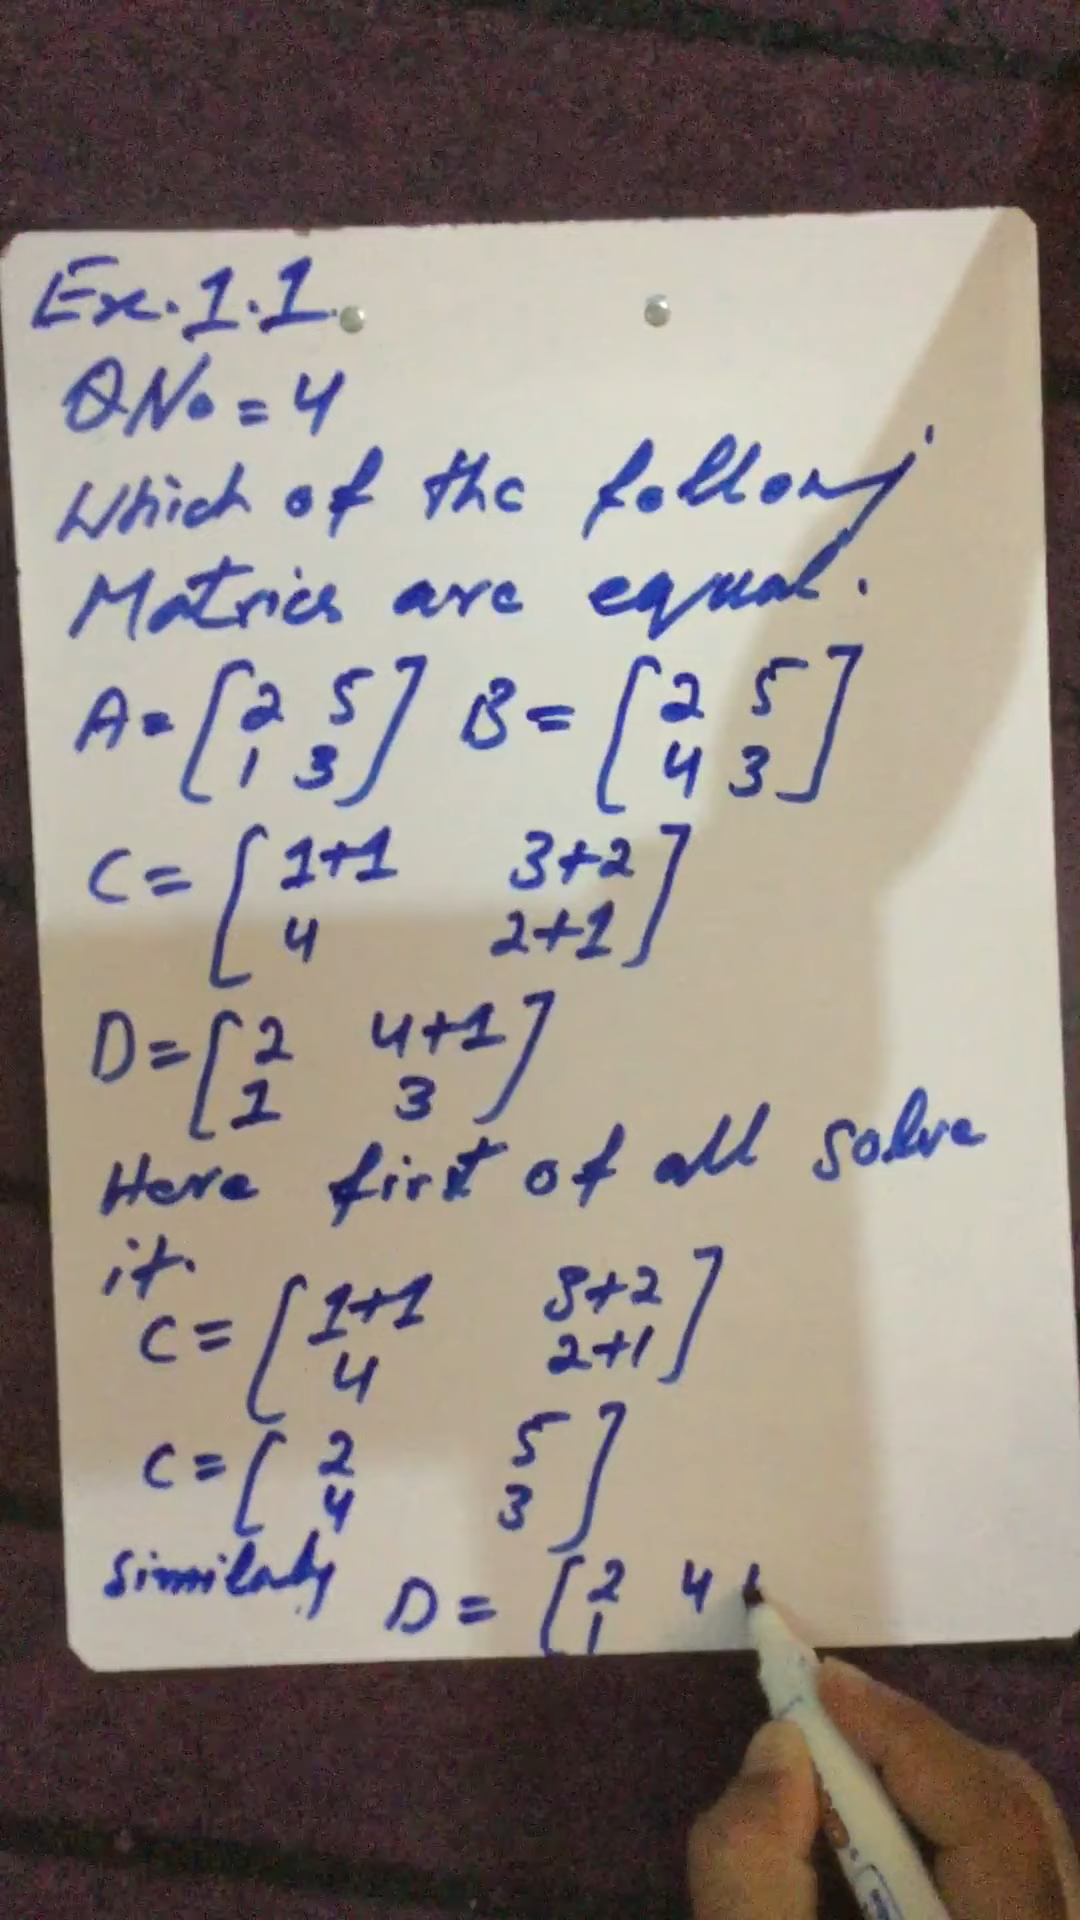 Ex. 1.1.
Q No = 4
Which of the following
Matrices are equal.
A = [2 5] B = [2 5]
[1 3] [4 3]
C = [1+1 3+2]
[4 2+1]
D = [2 4+1]
[1 3]
Here first of all solve
it.
C = [1+1 3+2]
[4 2+1]
C = [2 5]
[4 3]
Similarly D = [2 4
[1